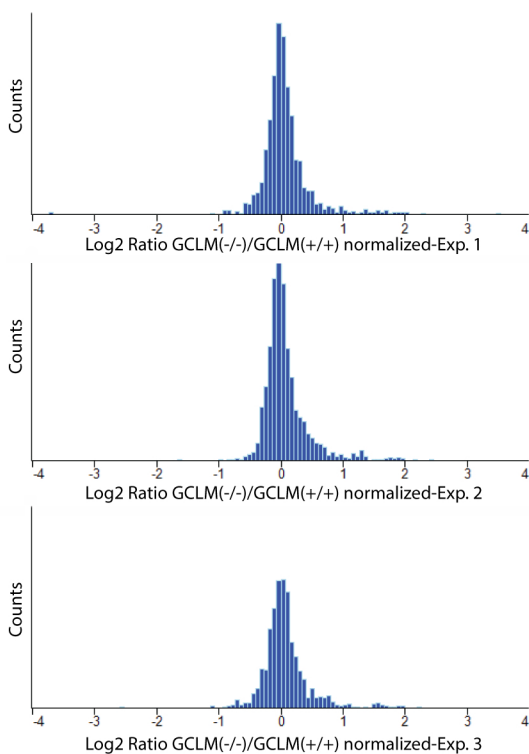 Counts
-4 -3 -2 -1 0 1 2 3 4
Log2 Ratio GCLM(-/-)/GCLM(+/+) normalized-Exp. 1
Counts
-4 -3 -2 -1 0 1 2 3 4
Log2 Ratio GCLM(-/-)/GCLM(+/+) normalized-Exp. 2
Counts
-4 -3 -2 -1 0 1 2 3 4
Log2 Ratio GCLM(-/-)/GCLM(+/+) normalized-Exp. 3